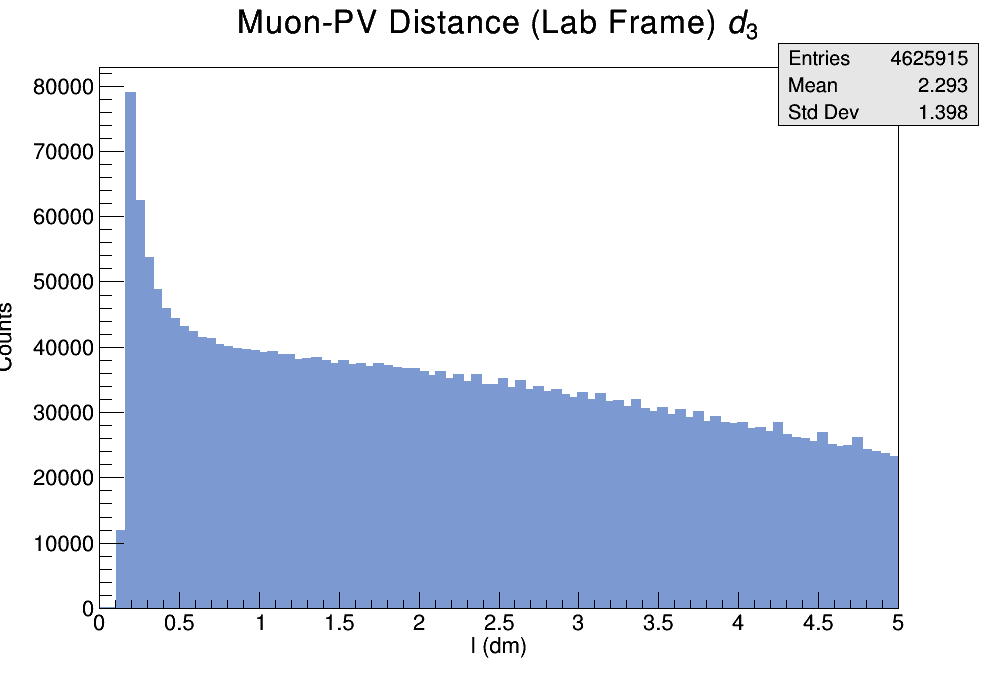 Muon-PV Distance (Lab Frame) d₃
Entries 4625915
Mean 2.293
Std Dev 1.398
80000
70000
60000
50000
40000
30000
20000
10000
0
Counts
0 0.5 1 1.5 2 2.5 3 3.5 4 4.5 5
l (dm)